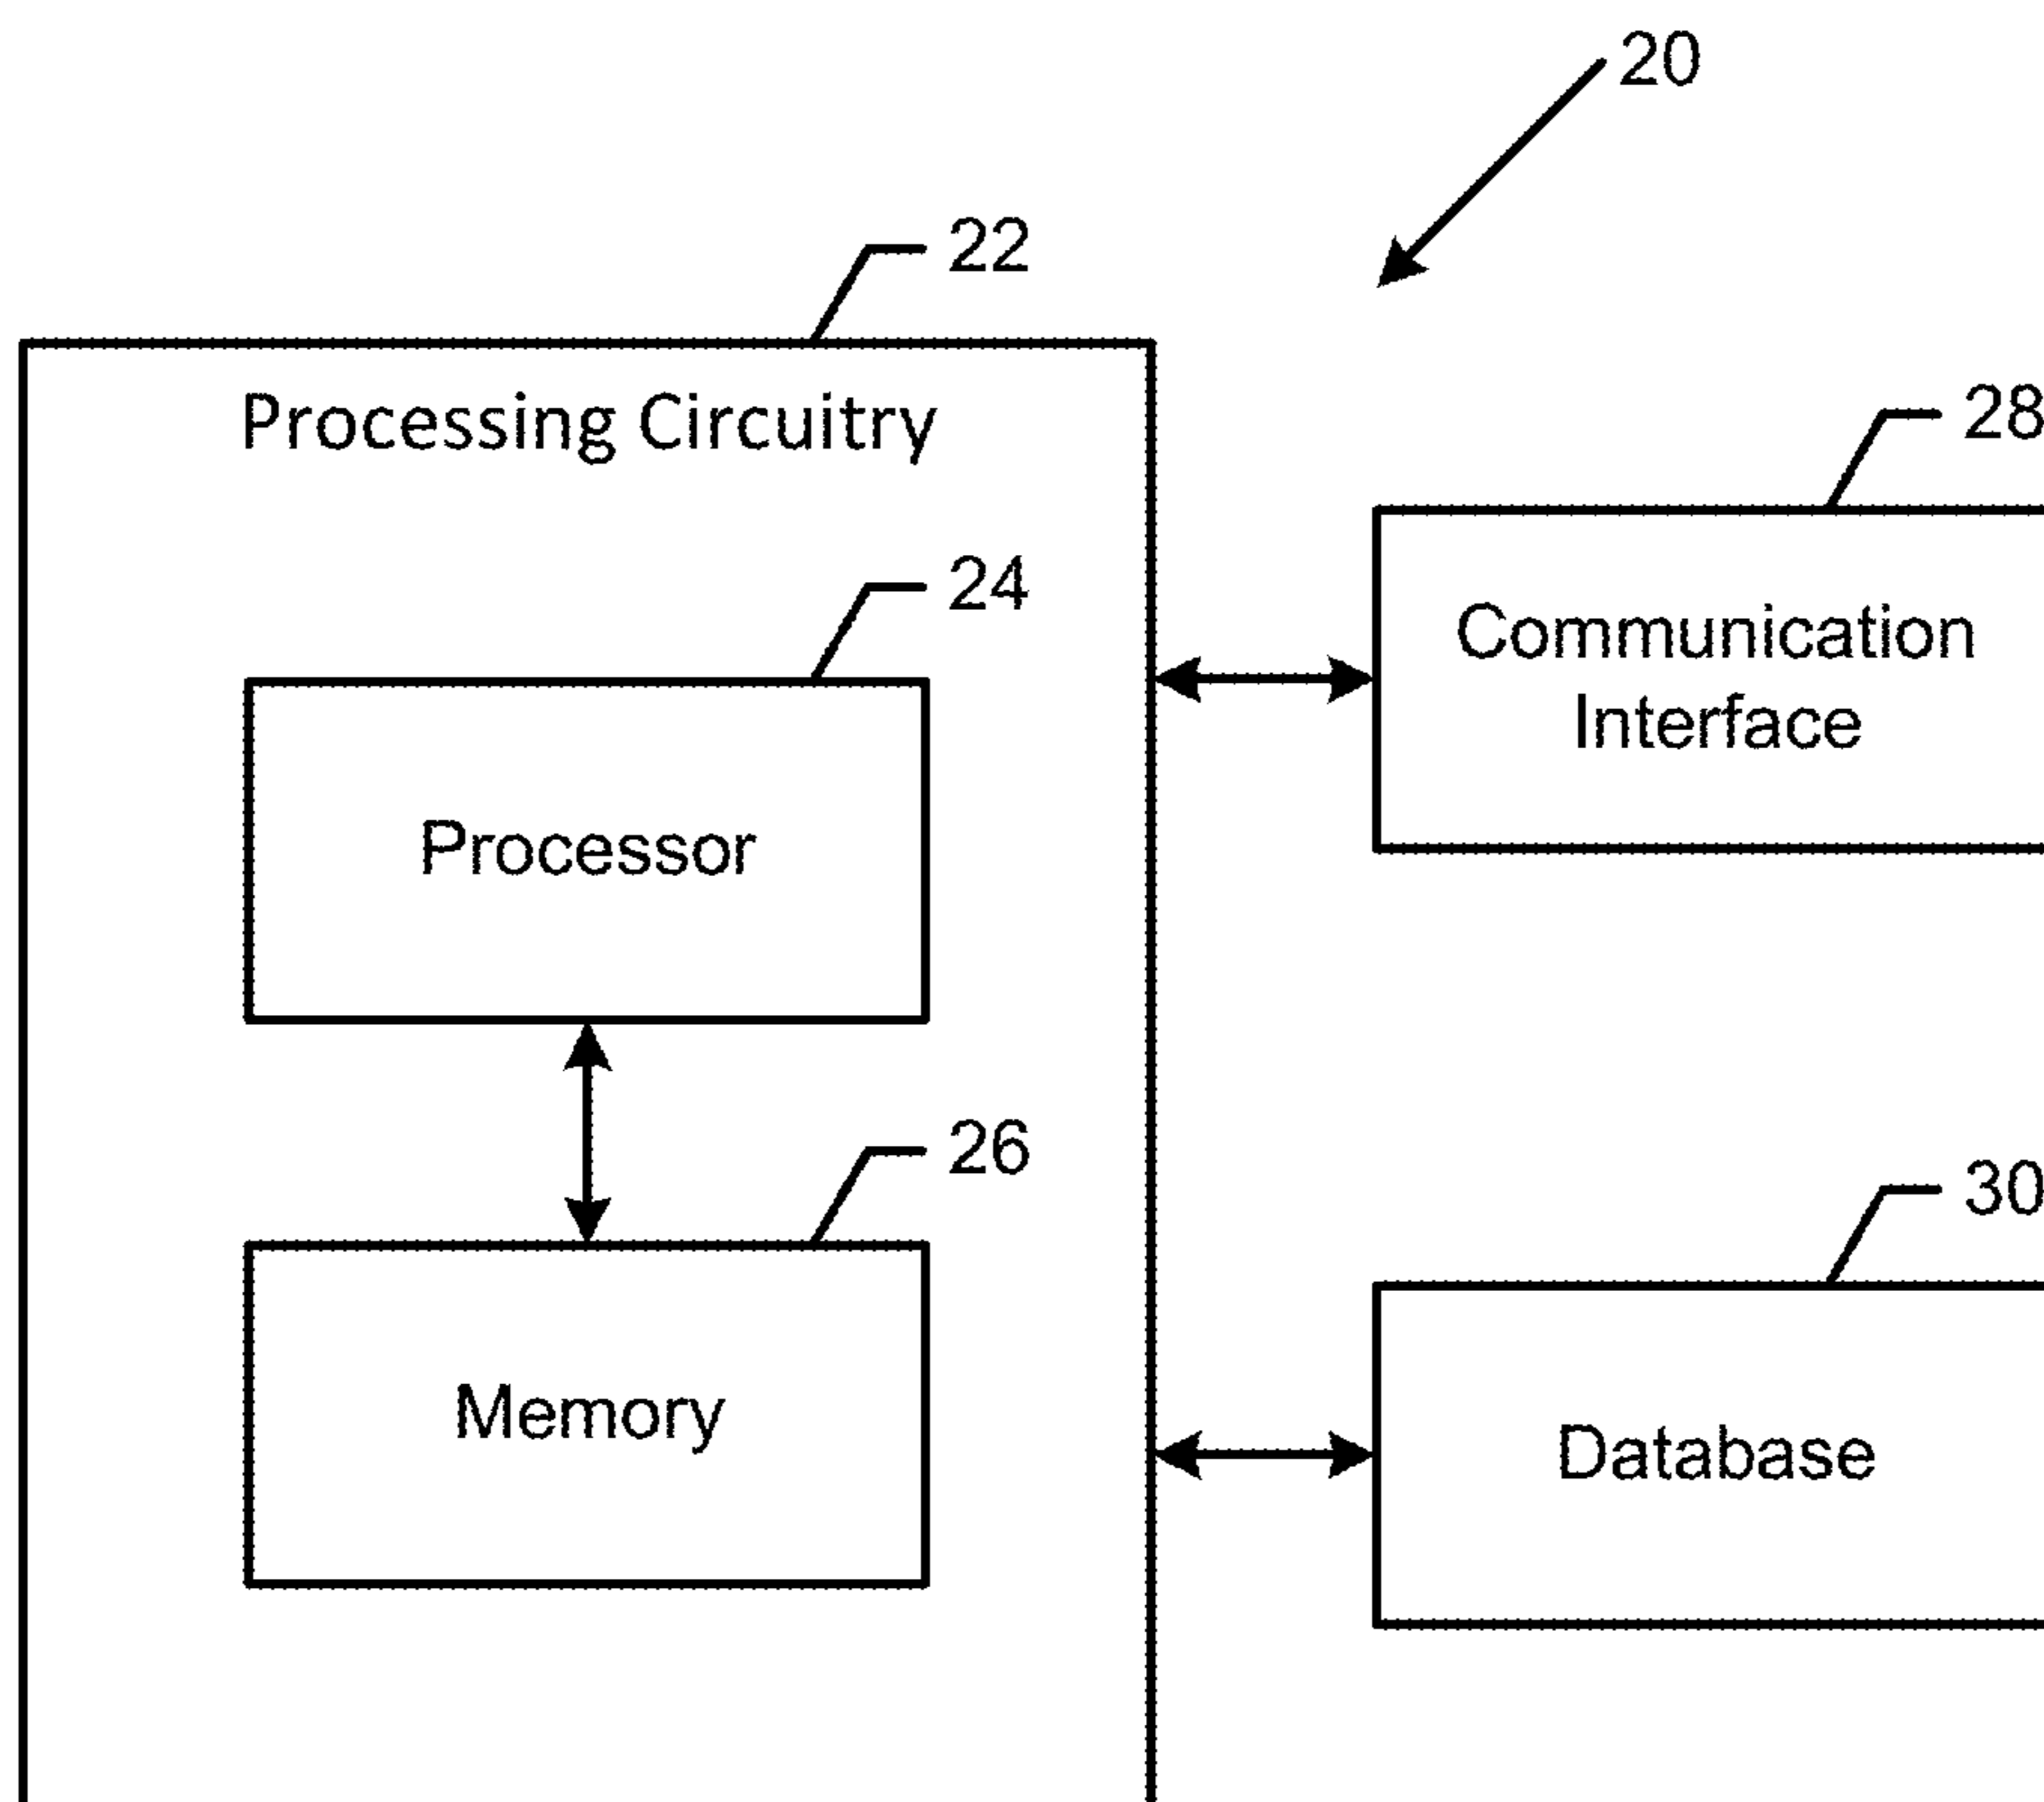 20
22
Processing Circuitry
28
24
Communication
Interface
Processor
26
30
Memory
Database